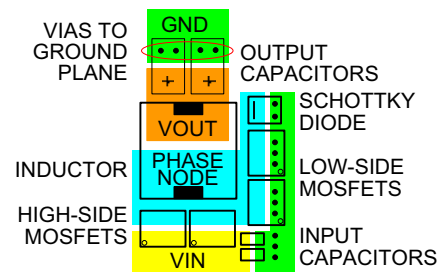 GND
VIAS TO
GROUND
PLANE
OUTPUT
CAPACITORS
VOUT
SCHOTTKY
DIODE
INDUCTOR
PHASE
NODE
LOW-SIDE
MOSFETS
HIGH-SIDE
MOSFETS
VIN
INPUT
CAPACITORS